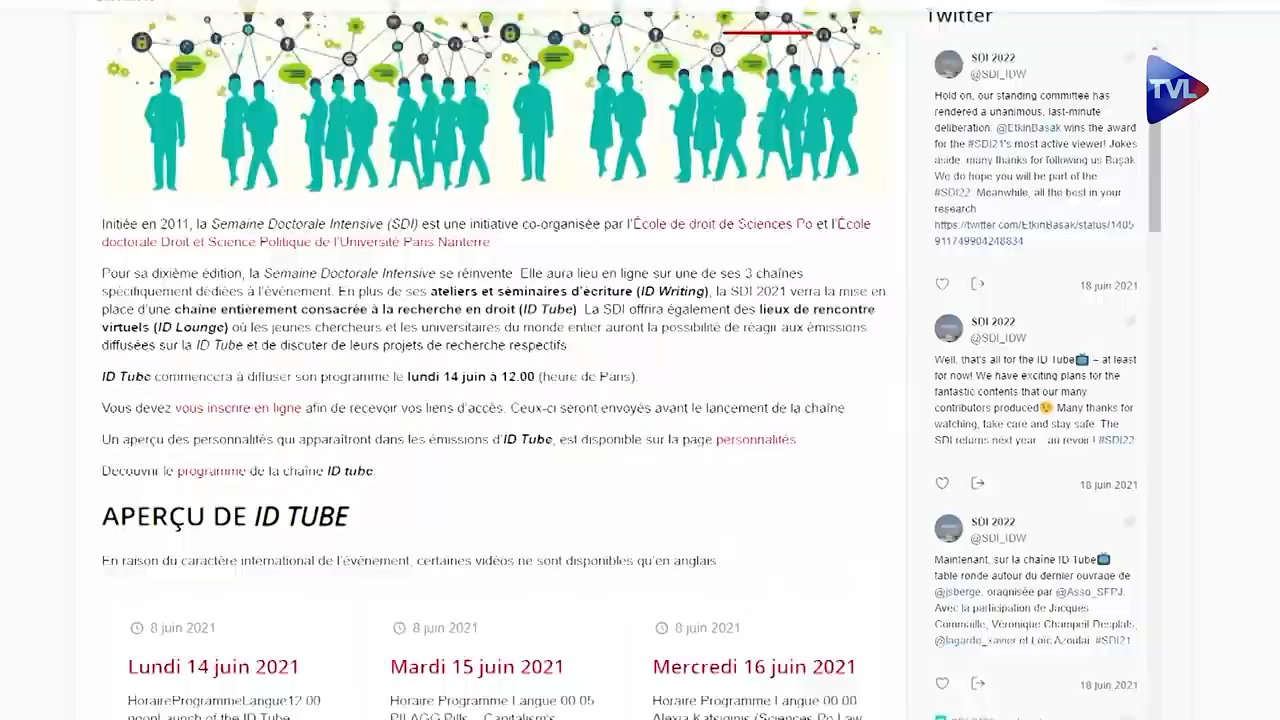 Initiée en 2011, la Semaine Doctorale Intensive (SDI) est une initiative co-organisée par l'École de droit de Sciences Po et l'École
doctorale Droit et Science Politique de l'Université Paris Nanterre
Pour sa dixième édition, la Semaine Doctorale Intensive se réinvente. Elle aura lieu en ligne sur une de ses 3 chaînes
spécifiquement dédiées à l'événement. En plus de ses ateliers et séminaires d'écriture (ID Writing), la SDI 2021 verra la mise en
place d'une chaîne entièrement consacrée à la recherche en droit (ID Tube). La SDI offrira également des lieux de rencontre
virtuels (ID Lounge) où les jeunes chercheurs et les universitaires du monde entier auront la possibilité de réagir aux émissions
diffusées sur la ID Tube et de discuter de leurs projets de recherche respectifs.
ID Tube commencera à diffuser son programme le lundi 14 juin à 12.00 (heure de Paris).
Vous devez vous inscrire en ligne afin de recevoir vos liens d'accès. Ceux-ci seront envoyés avant le lancement de la chaîne
Un aperçu des personnalités qui apparaîtront dans les émissions d'ID Tube, est disponible sur la page personnalités
Decouvrir le programme de la chaîne ID tube.
APERÇU DE ID TUBE
En raison du caractère international de l'événement, certaines vidéos ne sont disponibles qu'en anglais
8 juin 2021
Lundi 14 juin 2021
HoraireProgrammeLangue12.00
noonLaunch of the ID Tube
8 juin 2021
Mardi 15 juin 2021
Horaire Programme Langue 00.05
PILAGG Pills – Capitalism's
8 juin 2021
Mercredi 16 juin 2021
Horaire Programme Langue 00.00
Alexia Katsiginis (Sciences Po Law
Twitter
SDI 2022
@SDI_IDW
Hold on, our standing committee has
rendered a unanimous, last-minute
deliberation. @EtkinBasak wins the award
for the #SDI21's most active viewer! Jokes
aside, many thanks for following us Başak
We do hope you will be part of the
#SDI22. Meanwhile, all the best in your
research
https://twitter.com/EtkinBasak/status/1405
911749904248834
18 juin 2021
SDI 2022
@SDI_IDW
Well, that's all for the ID Tube📺 – at least
for now! We have exciting plans for the
fantastic contents that our many
contributors produced😉 Many thanks for
watching, take care and stay safe. The
SDI returns next year... au revoir ! #SDI22
18 juin 2021
SDI 2022
@SDI_IDW
Maintenant, sur la chaîne ID Tube📺
table ronde autour du dernier ouvrage de
@jsberge, oragnisée par @Asso_SFPJ.
Avec la participation de Jacques
Commaille, Véronique Champeil-Desplats,
@lagarde_xavier et Loïc Azoulai. #SDI21
18 juin 2021
TVL